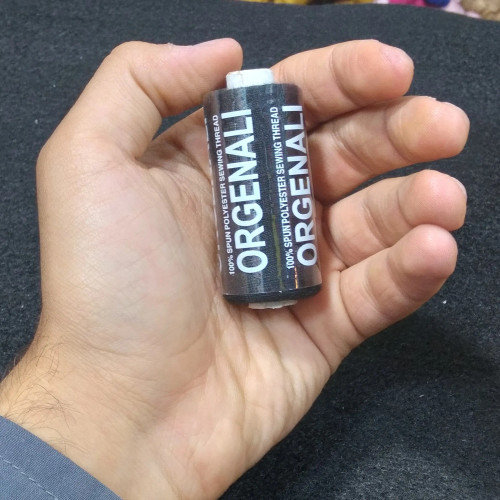 100% SPUN POLYESTER SEWING THREAD
ORGENALI
100% SPUN POLYESTER SEWING THREAD
ORGENALI